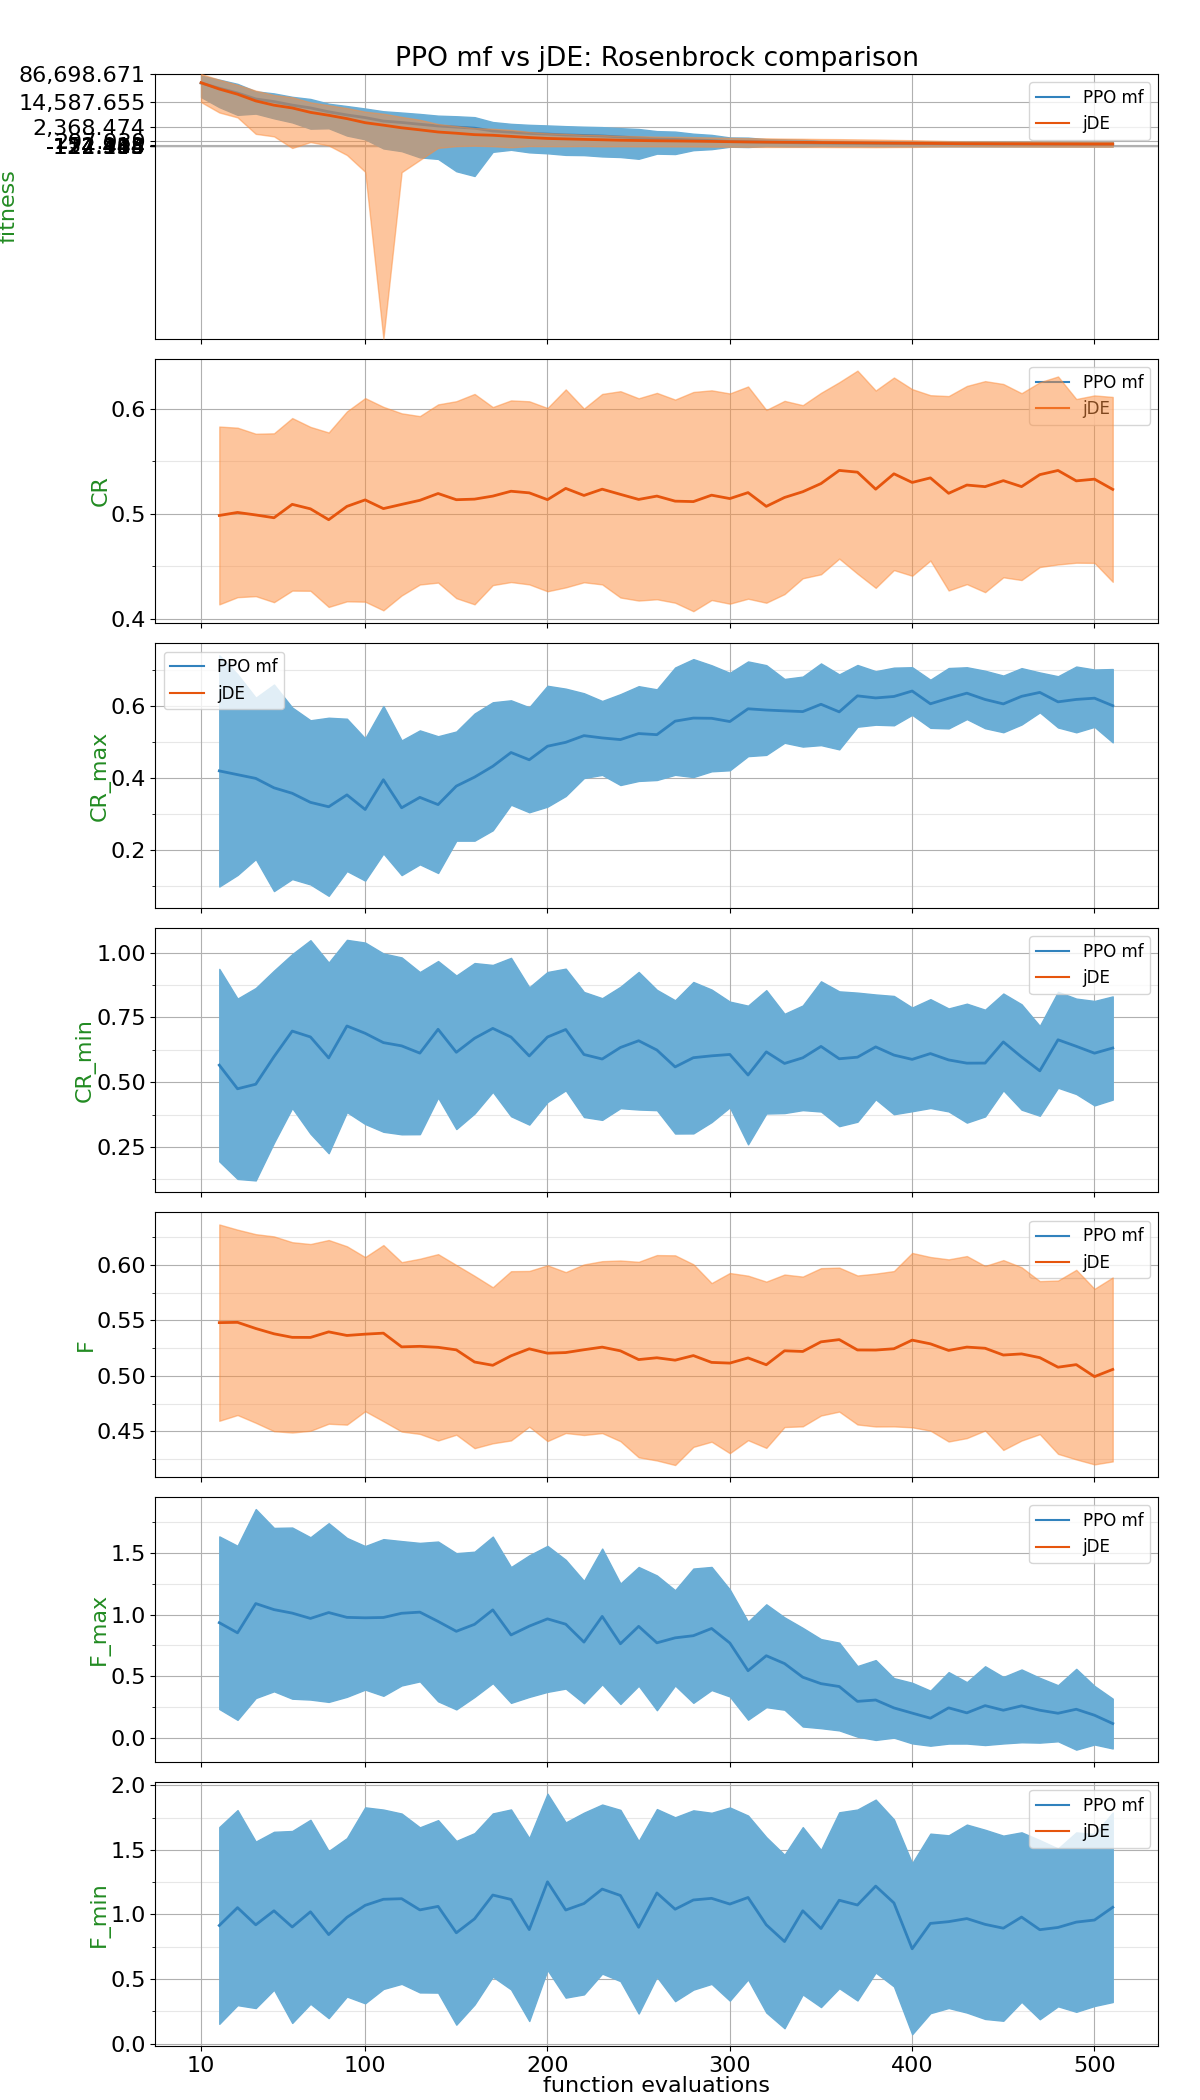 PPO mf vs jDE: Rosenbrock comparison
86,698.671
14,587.655
2,368.474
fitness
PPO mf
jDE
0.6
0.5
0.4
CR
PPO mf
jDE
0.6
0.4
0.2
CR_max
PPO mf
jDE
1.00
0.75
0.50
0.25
CR_min
PPO mf
jDE
0.60
0.55
0.50
0.45
F
PPO mf
jDE
1.5
1.0
0.5
0.0
F_max
PPO mf
jDE
2.0
1.5
1.0
0.5
0.0
F_min
PPO mf
jDE
10 100 200 300 400 500
function evaluations